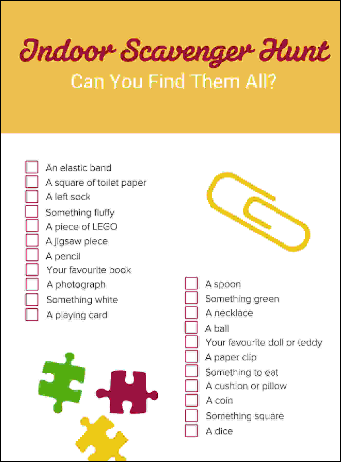 Indoor Scavenger Hunt
Can You Find Them All?
An elastic band
A square of toilet paper
A left sock
Something fluffy
A piece of LEGO
A jigsaw piece
A pencil
Your favourite book
A photograph
Something white
A playing card
A spoon
Something green
A necklace
A ball
Your favourite doll or teddy
A paper clip
Something to eat
A cushion or pillow
A coin
Something square
A dice